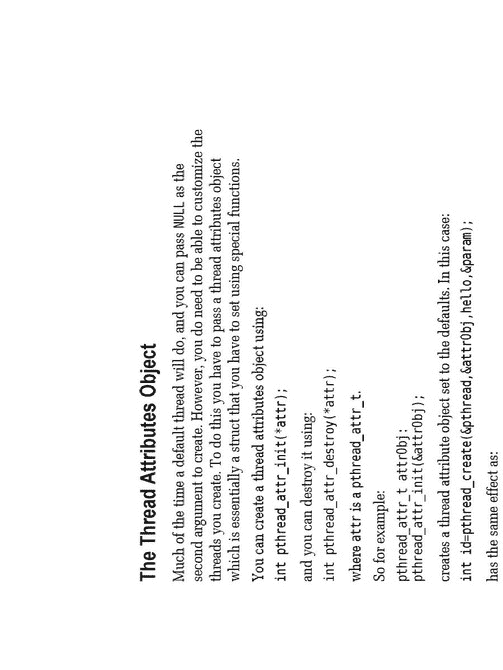 The Thread Attributes Object
Much of the time a default thread will do, and you can pass NULL as the
second argument to create. However, you do need to be able to customize the
threads you create. To do this you have to pass a thread attributes object
which is essentially a struct that you have to set using special functions.
You can create a thread attributes object using:
int pthread_attr_init(*attr);
and you can destroy it using:
int pthread_attr_destroy(*attr);
where attr is a pthread_attr_t.
So for example:
pthread_attr_t attrObj;
pthread_attr_init(&attrObj);
creates a thread attribute object set to the defaults. In this case:
int id=pthread_create(&pthread,&attrObj,hello,&param);
has the same effect as: